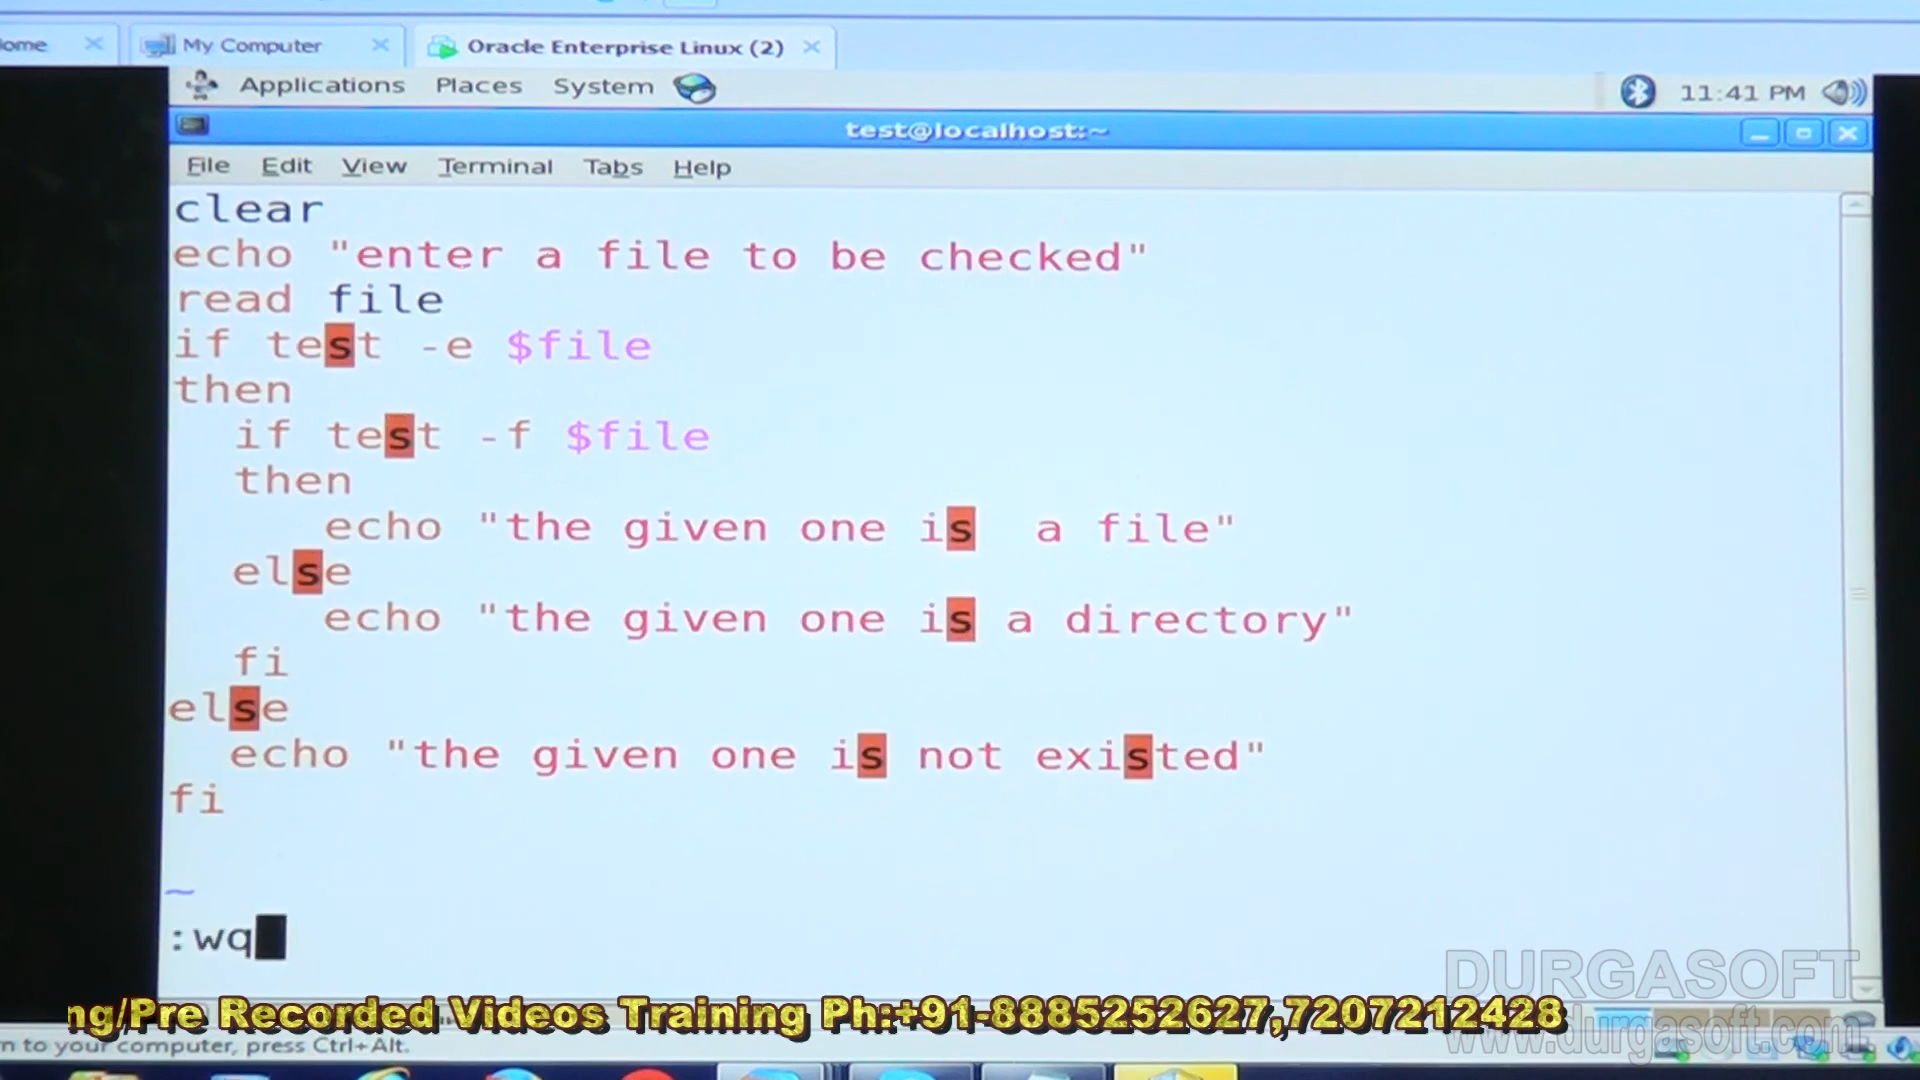 ome
My Computer
Oracle Enterprise Linux (2)
Applications Places System
11:41 PM
test@localhost:~
File Edit View Terminal Tabs Help
clear
echo "enter a file to be checked"
read file
if test -e $file
then
if test -f $file
then
echo "the given one is  a file"
else
echo "the given one is a directory"
fi
else
echo "the given one is not existed"
fi
~
:wq
DURGASOFT
ng/Pre Recorded Videos Training Ph:+91-8885252627,7207212428
www.durgasoft.com
n to your computer, press Ctrl+Alt.